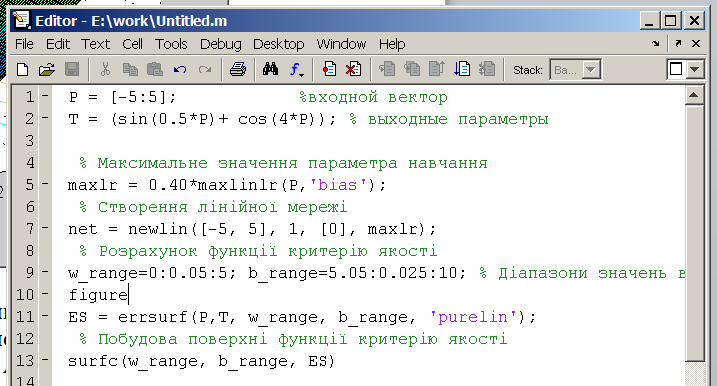 Editor - E:\work\Untitled.m
File Edit Text Cell Tools Debug Desktop Window Help
Stack: Ba...
1 P = [-5:5]; %входной вектор
2 T = (sin(0.5*P)+ cos(4*P)); % выходные параметры
3
4 % Максимальне значення параметра навчання
5 maxlr = 0.40*maxlinlr(P,'bias');
6 % Створення лінійної мережі
7 net = newlin([-5, 5], 1, [0], maxlr);
8 % Розрахунок функції критерію якості
9 w_range=0:0.05:5; b_range=5.05:0.025:10; % Діапазони значень в
10 figure
11 ES = errsurf(P,T, w_range, b_range, 'purelin');
12 % Побудова поверхні функції критерію якості
13 surfc(w_range, b_range, ES)
14